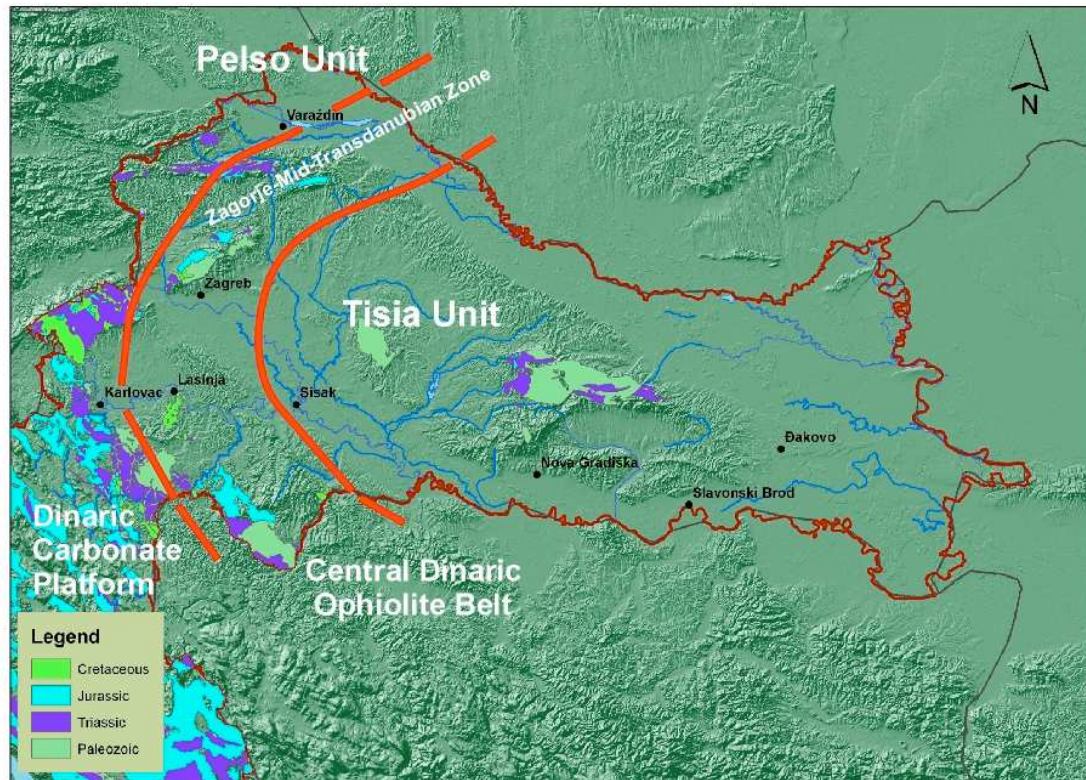 Pelso Unit
Varaždin
N
Zagorje-Mid-Transdanubian Zone
Zagreb
Tisia Unit
Karlovac
Lasinja
Sisak
Đakovo
Nova Gradiška
Slavonski Brod
Dinaric
Carbonate
Platform
Central Dinaric
Ophiolite Belt
Legend
Cretaceous
Jurassic
Triassic
Paleozoic